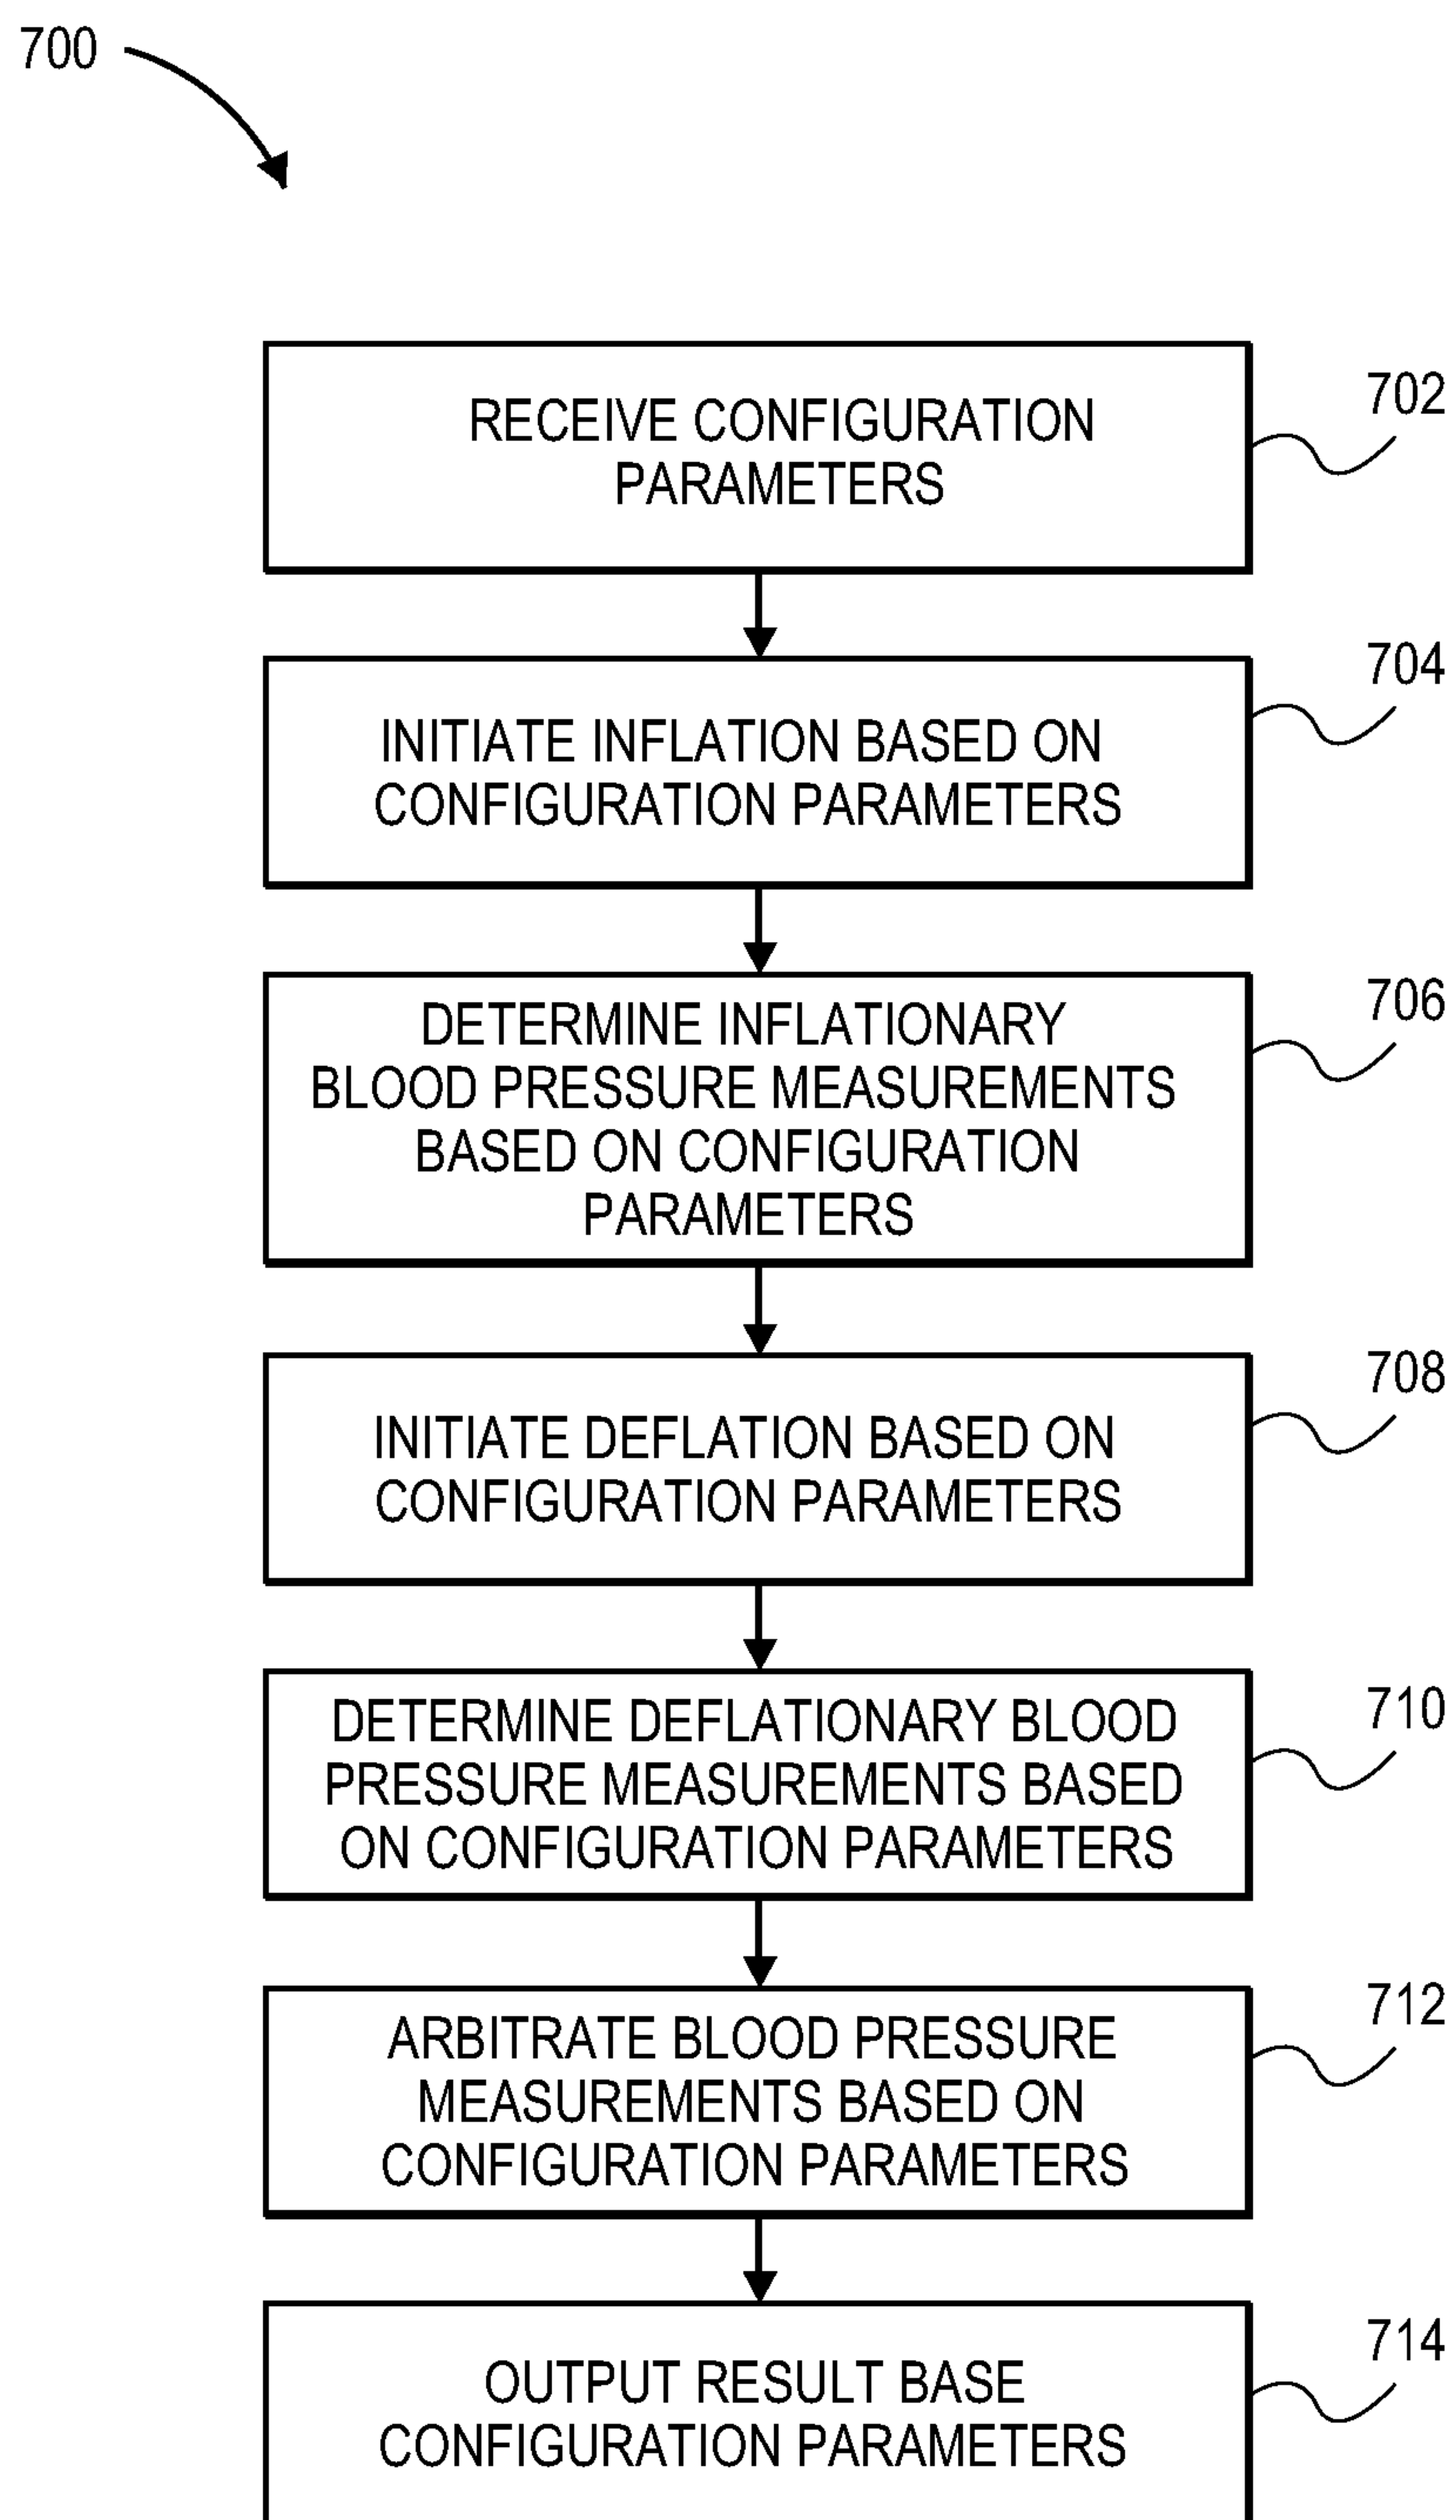 700
RECEIVE CONFIGURATION
PARAMETERS
702
INITIATE INFLATION BASED ON
CONFIGURATION PARAMETERS
704
DETERMINE INFLATIONARY
BLOOD PRESSURE MEASUREMENTS
BASED ON CONFIGURATION
PARAMETERS
706
INITIATE DEFLATION BASED ON
CONFIGURATION PARAMETERS
708
DETERMINE DEFLATIONARY BLOOD
PRESSURE MEASUREMENTS BASED
ON CONFIGURATION PARAMETERS
710
ARBITRATE BLOOD PRESSURE
MEASUREMENTS BASED ON
CONFIGURATION PARAMETERS
712
OUTPUT RESULT BASE
CONFIGURATION PARAMETERS
714